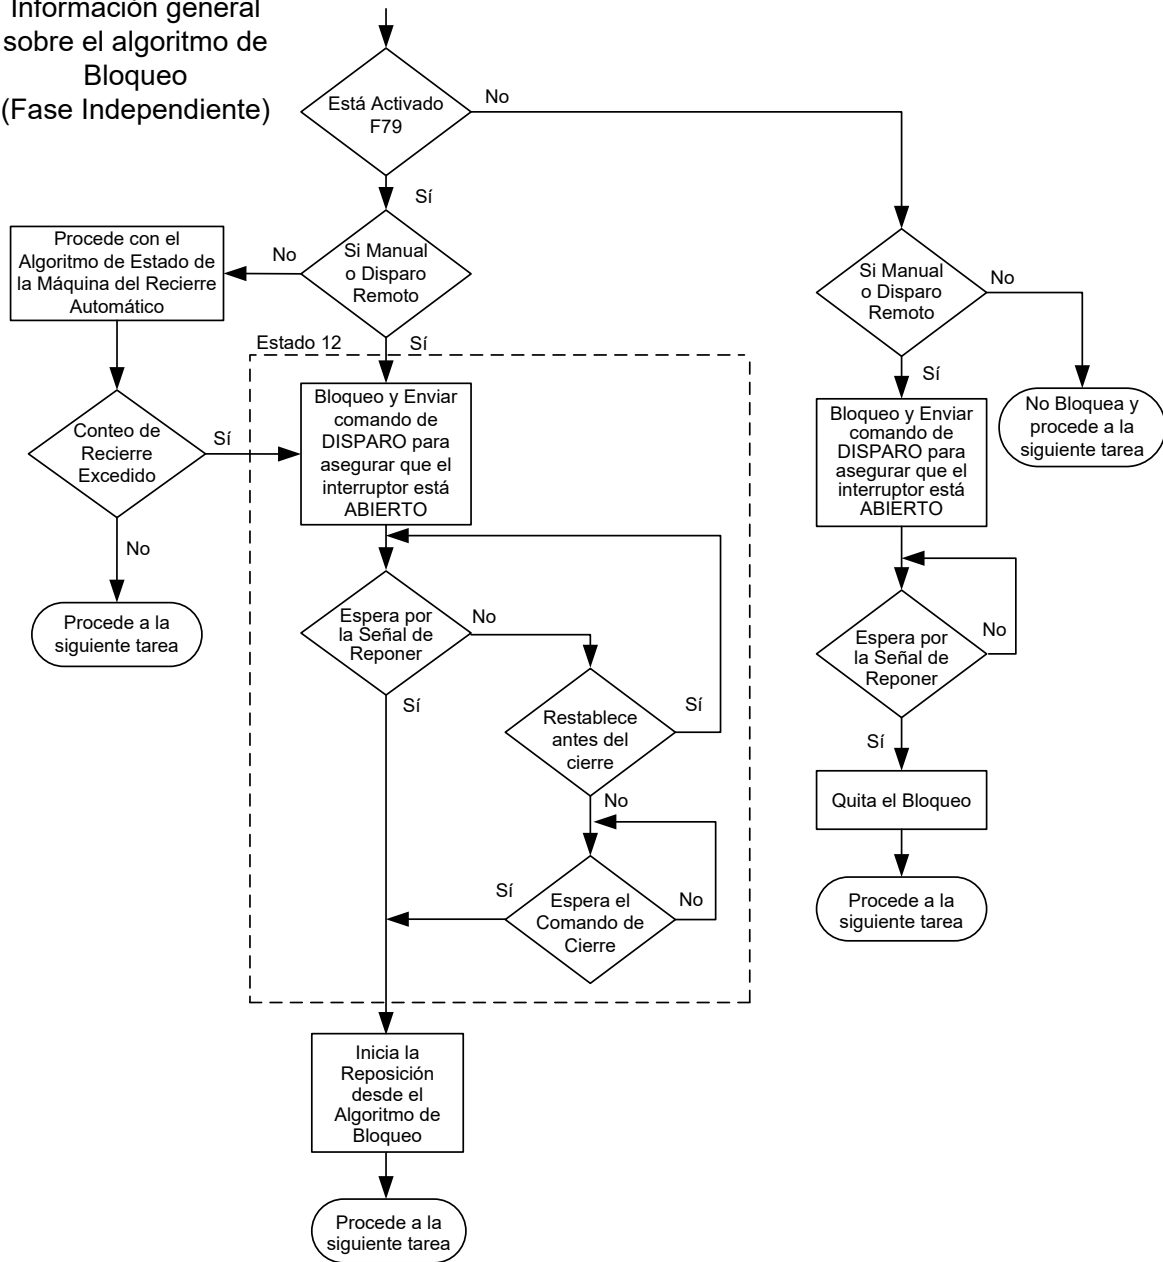 Información general
sobre el algoritmo de
Bloqueo
(Fase Independiente)
Está Activado
F79
No
Sí
Si Manual
o Disparo
Remoto
No
Sí
Procede con el
Algoritmo de Estado de
la Máquina del Recierre
Automático
Conteo de
Recierre
Excedido
Sí
No
Procede a la
siguiente tarea
Estado 12
Bloqueo y Enviar
comando de
DISPARO para
asegurar que el
interruptor está
ABIERTO
Espera por
la Señal de
Reponer
No
Sí
Restablece
antes del
cierre
Sí
No
Espera el
Comando de
Cierre
Sí
No
Inicia la
Reposición
desde el
Algoritmo de
Bloqueo
Procede a la
siguiente tarea
Si Manual
o Disparo
Remoto
No
Sí
No Bloquea y
procede a la
siguiente tarea
Bloqueo y Enviar
comando de
DISPARO para
asegurar que el
interruptor está
ABIERTO
Espera por
la Señal de
Reponer
No
Sí
Quita el Bloqueo
Procede a la
siguiente tarea